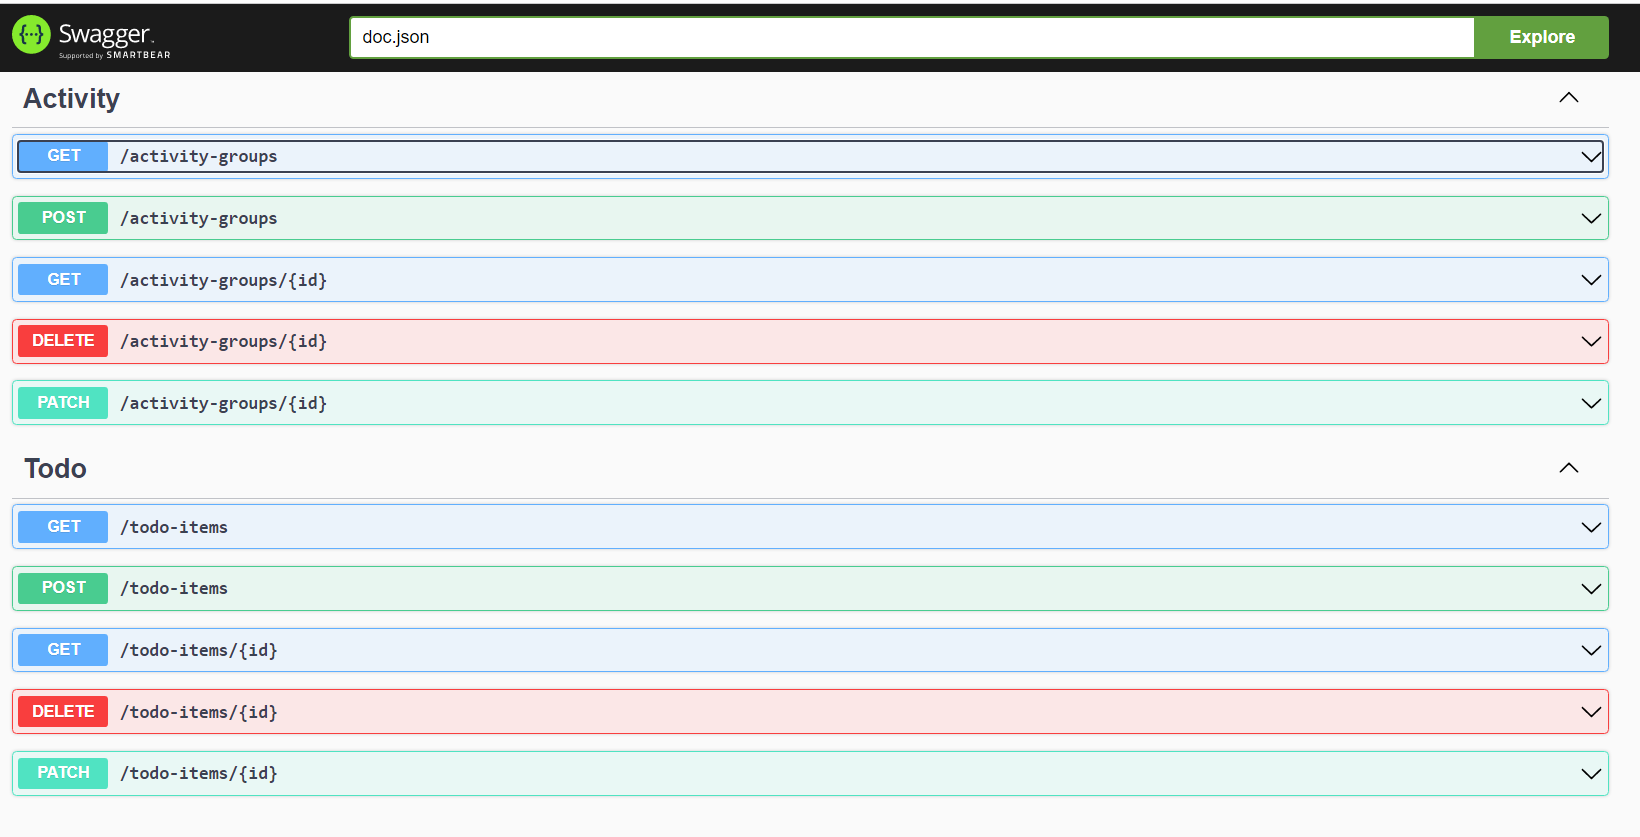 Swagger.
Supported by SMARTBEAR
doc.json
Explore
Activity
GET /activity-groups
POST /activity-groups
GET /activity-groups/{id}
DELETE /activity-groups/{id}
PATCH /activity-groups/{id}
Todo
GET /todo-items
POST /todo-items
GET /todo-items/{id}
DELETE /todo-items/{id}
PATCH /todo-items/{id}